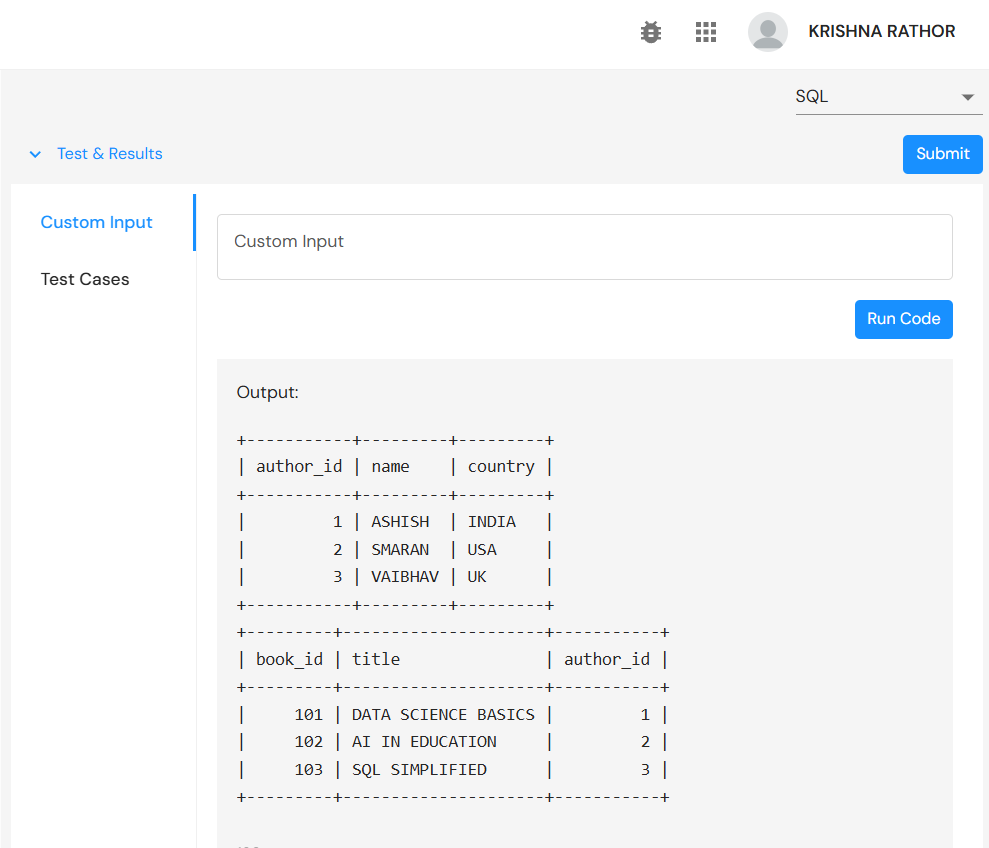 KRISHNA RATHOR
SQL
Test & Results
Submit
Custom Input
Custom Input
Test Cases
Run Code
Output:
+-----------+---------+---------+
| author_id | name    | country |
+-----------+---------+---------+
|         1 | ASHISH  | INDIA   |
|         2 | SMARAN  | USA     |
|         3 | VAIBHAV | UK      |
+-----------+---------+---------+
+---------+---------------------+-----------+
| book_id | title               | author_id |
+---------+---------------------+-----------+
|     101 | DATA SCIENCE BASICS |         1 |
|     102 | AI IN EDUCATION     |         2 |
|     103 | SQL SIMPLIFIED      |         3 |
+---------+---------------------+-----------+